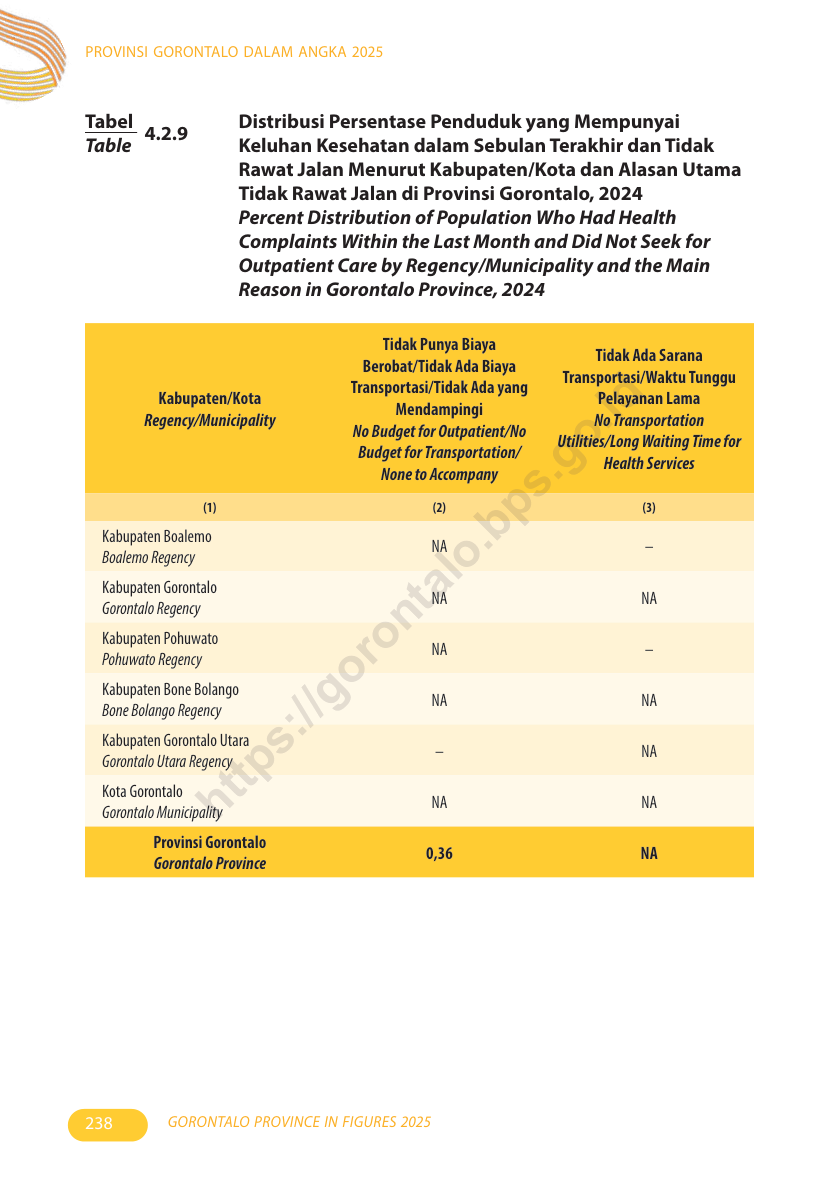 PROVINSI GORONTALO DALAM ANGKA 2025
Tabel
Table
4.2.9
Distribusi Persentase Penduduk yang Mempunyai
Keluhan Kesehatan dalam Sebulan Terakhir dan Tidak
Rawat Jalan Menurut Kabupaten/Kota dan Alasan Utama
Tidak Rawat Jalan di Provinsi Gorontalo, 2024
Percent Distribution of Population Who Had Health
Complaints Within the Last Month and Did Not Seek for
Outpatient Care by Regency/Municipality and the Main
Reason in Gorontalo Province, 2024
Kabupaten/Kota
Regency/Municipality
Tidak Punya Biaya
Berobat/Tidak Ada Biaya
Transportasi/Tidak Ada yang
Mendampingi
No Budget for Outpatient/No
Budget for Transportation/
None to Accompany
Tidak Ada Sarana
Transportasi/Waktu Tunggu
Pelayanan Lama
No Transportation
Utilities/Long Waiting Time for
Health Services
(1) (2) (3)
Kabupaten Boalemo
Boalemo Regency
NA –
Kabupaten Gorontalo
Gorontalo Regency
NA NA
Kabupaten Pohuwato
Pohuwato Regency
NA –
Kabupaten Bone Bolango
Bone Bolango Regency
NA NA
Kabupaten Gorontalo Utara
Gorontalo Utara Regency
– NA
Kota Gorontalo
Gorontalo Municipality
NA NA
Provinsi Gorontalo
Gorontalo Province
0,36 NA
https://gorontalo.bps.go.id
238
GORONTALO PROVINCE IN FIGURES 2025